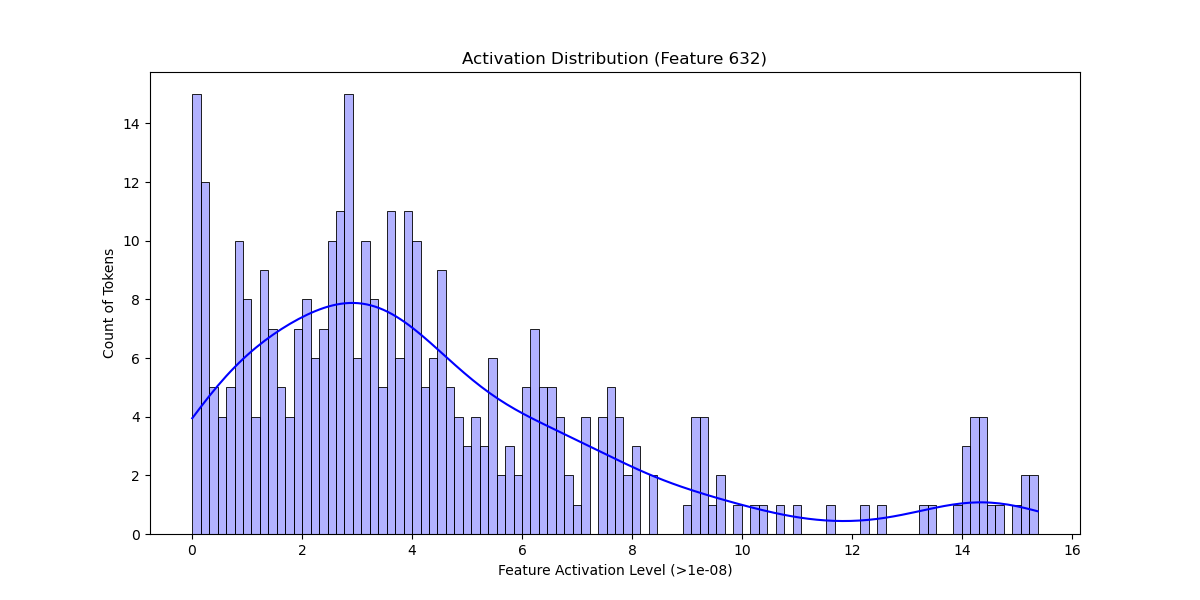 Activation Distribution (Feature 632)
Count of Tokens
14
12
10
8
6
4
2
0
0 2 4 6 8 10 12 14 16
Feature Activation Level (>1e-08)